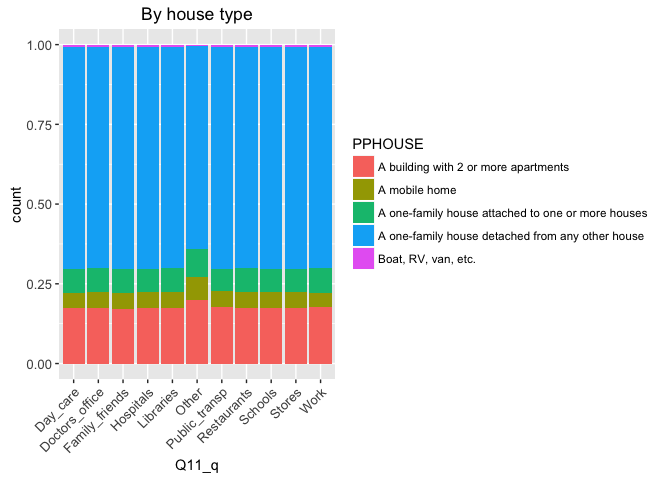 By house type
1.00
0.75
0.50
0.25
0.00
count
Day_care
Doctors_office
Family_friends
Hospitals
Libraries
Other
Public_transp
Restaurants
Schools
Stores
Work
Q11_q
PPHOUSE
A building with 2 or more apartments
A mobile home
A one-family house attached to one or more houses
A one-family house detached from any other house
Boat, RV, van, etc.